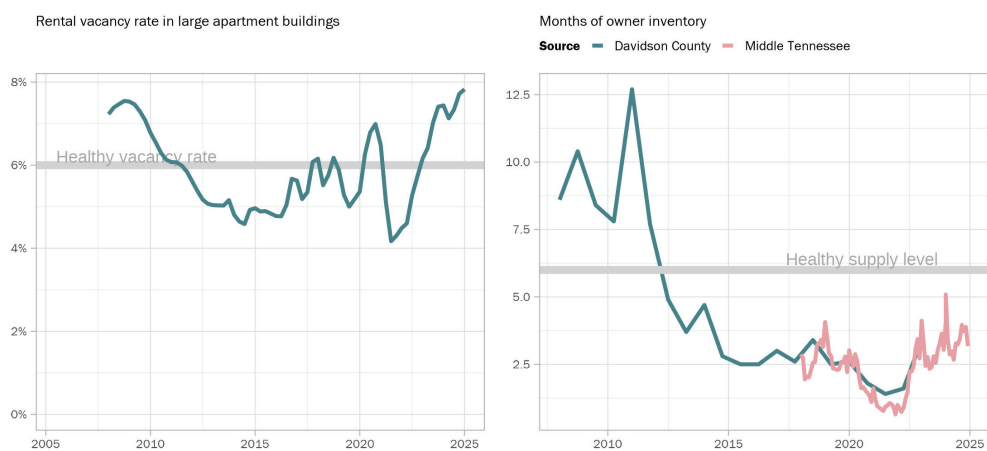 Rental vacancy rate in large apartment buildings
8%
6%
4%
2%
0%
Healthy vacancy rate
2005 2010 2015 2020 2025
Months of owner inventory
Source Davidson County Middle Tennessee
12.5
10.0
7.5
5.0
2.5
Healthy supply level
2010 2015 2020 2025